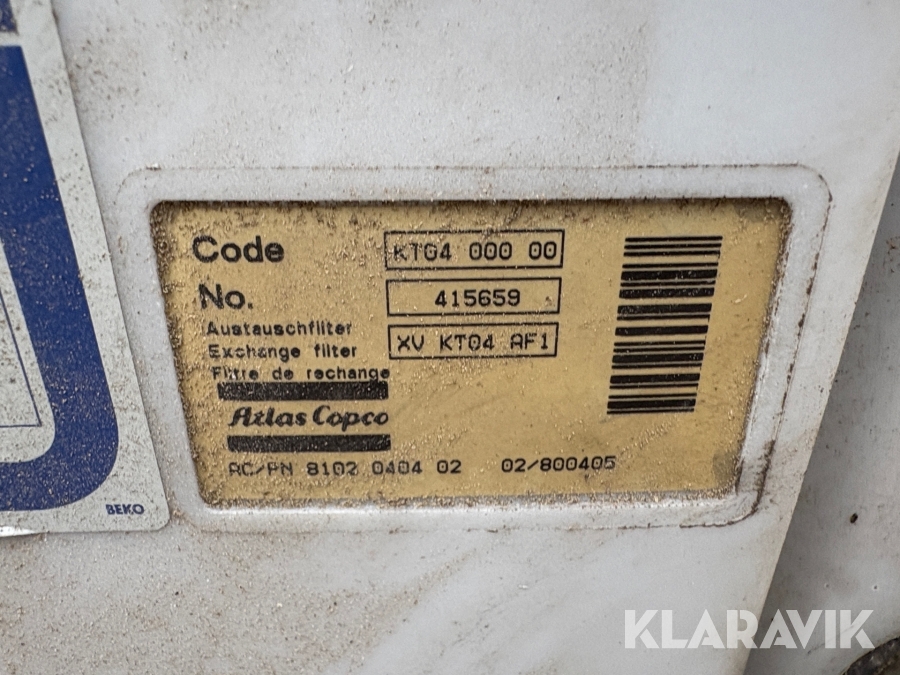 Code KT04 000 00
No. 415659
Austauschfilter
Exchange filter XV KT04 AF1
Filtre de rechange
Atlas Copco
AC/PN 8102 0404 02 02/800405
BEKO
KLARAVIK